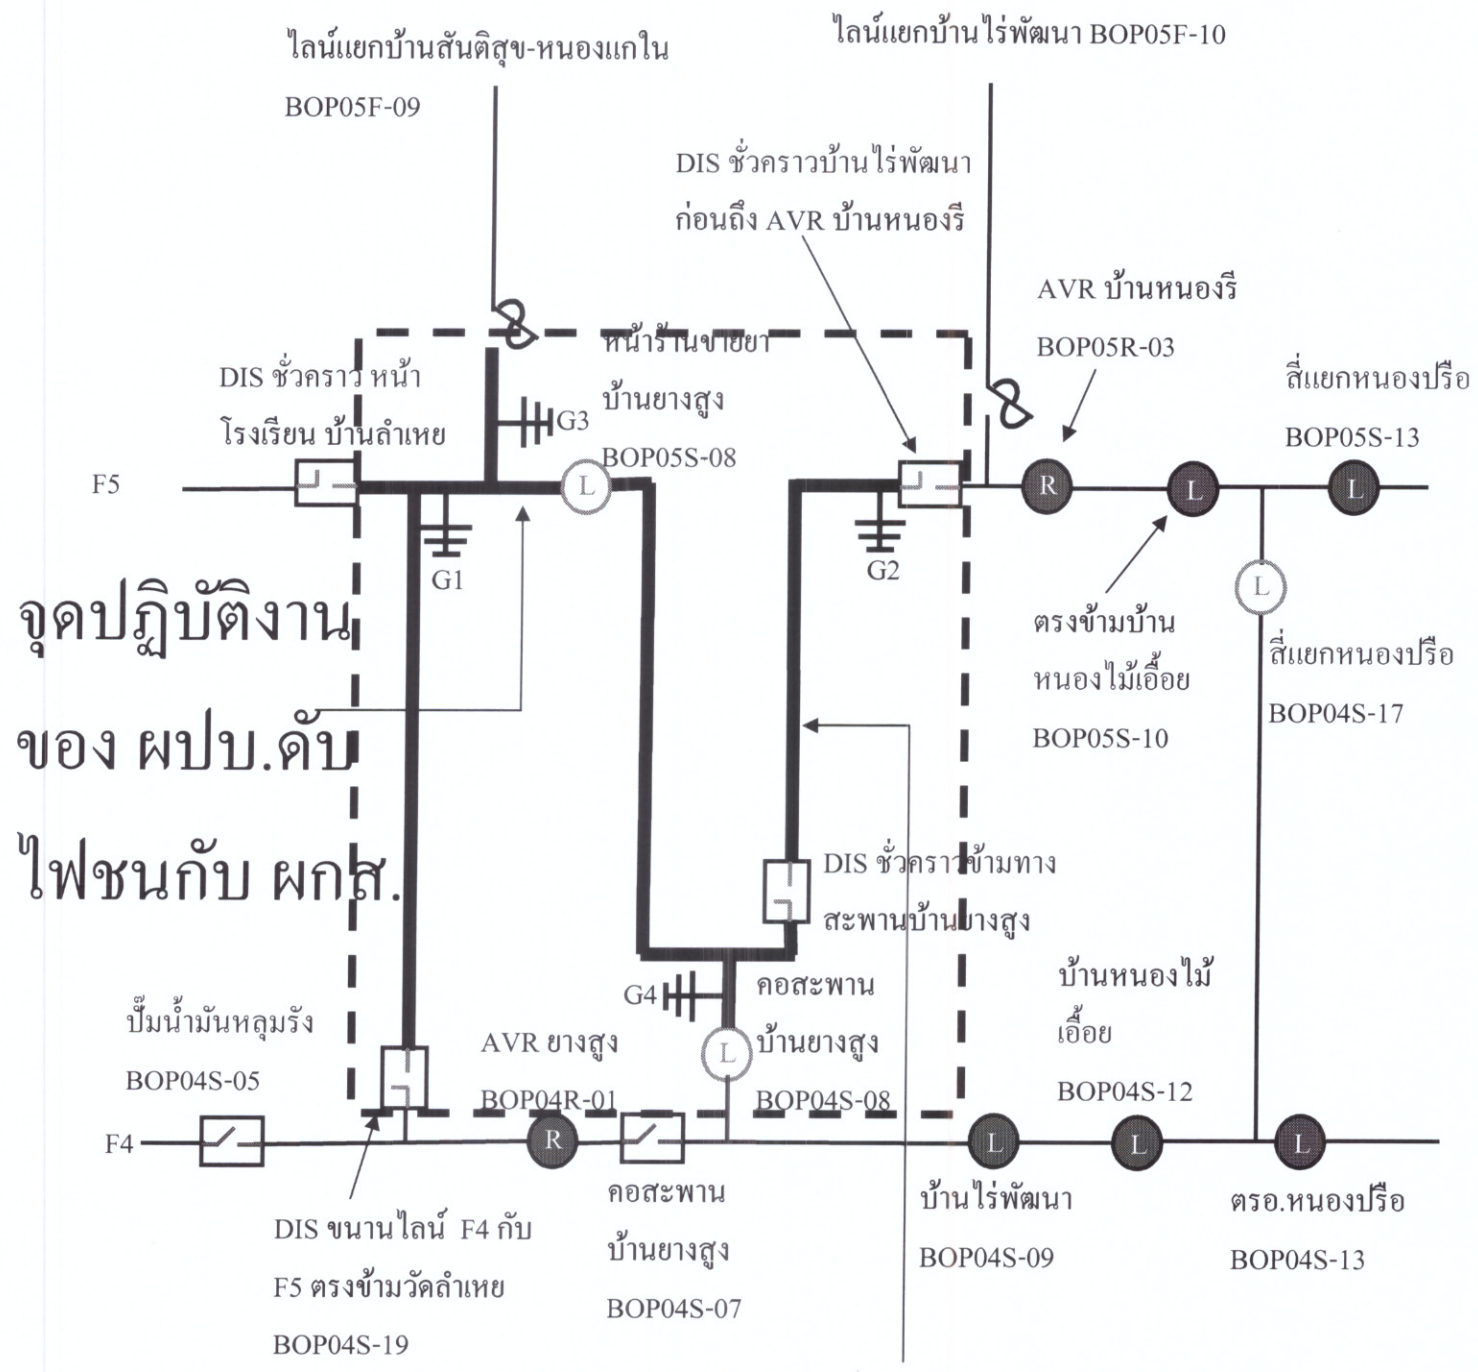 ไลน์แยกบ้านสันติสุข-หนองแกใน
BOP05F-09
ไลน์แยกบ้านไร่พัฒนา BOP05F-10
DIS ชั่วคราวบ้านไร่พัฒนา
ก่อนถึง AVR บ้านหนองรี
AVR บ้านหนองรี
BOP05R-03
สี่แยกหนองปรือ
BOP05S-13
DIS ชั่วคราว หน้า
โรงเรียน บ้านลำเหย
หน้าร้านขายยา
บ้านยางสูง
BOP05S-08
G3
F5
L
R
L
L
G1
G2
L
จุดปฏิบัติงาน
ของ ผปบ.ดับ
ไฟชนกับ ผกส.
ตรงข้ามบ้าน
หนองไม้เอื้อย
BOP05S-10
สี่แยกหนองปรือ
BOP04S-17
DIS ชั่วคราวข้ามทาง
สะพานบ้านยางสูง
G4
คอสะพาน
บ้านยางสูง
BOP04S-08
L
บ้านหนองไม้
เอื้อย
BOP04S-12
ปั๊มน้ำมันหลุมรัง
BOP04S-05
AVR ยางสูง
BOP04R-01
F4
R
L
L
L
DIS ขนานไลน์ F4 กับ
F5 ตรงข้ามวัดลำเหย
BOP04S-19
คอสะพาน
บ้านยางสูง
BOP04S-07
บ้านไร่พัฒนา
BOP04S-09
ตรอ.หนองปรือ
BOP04S-13